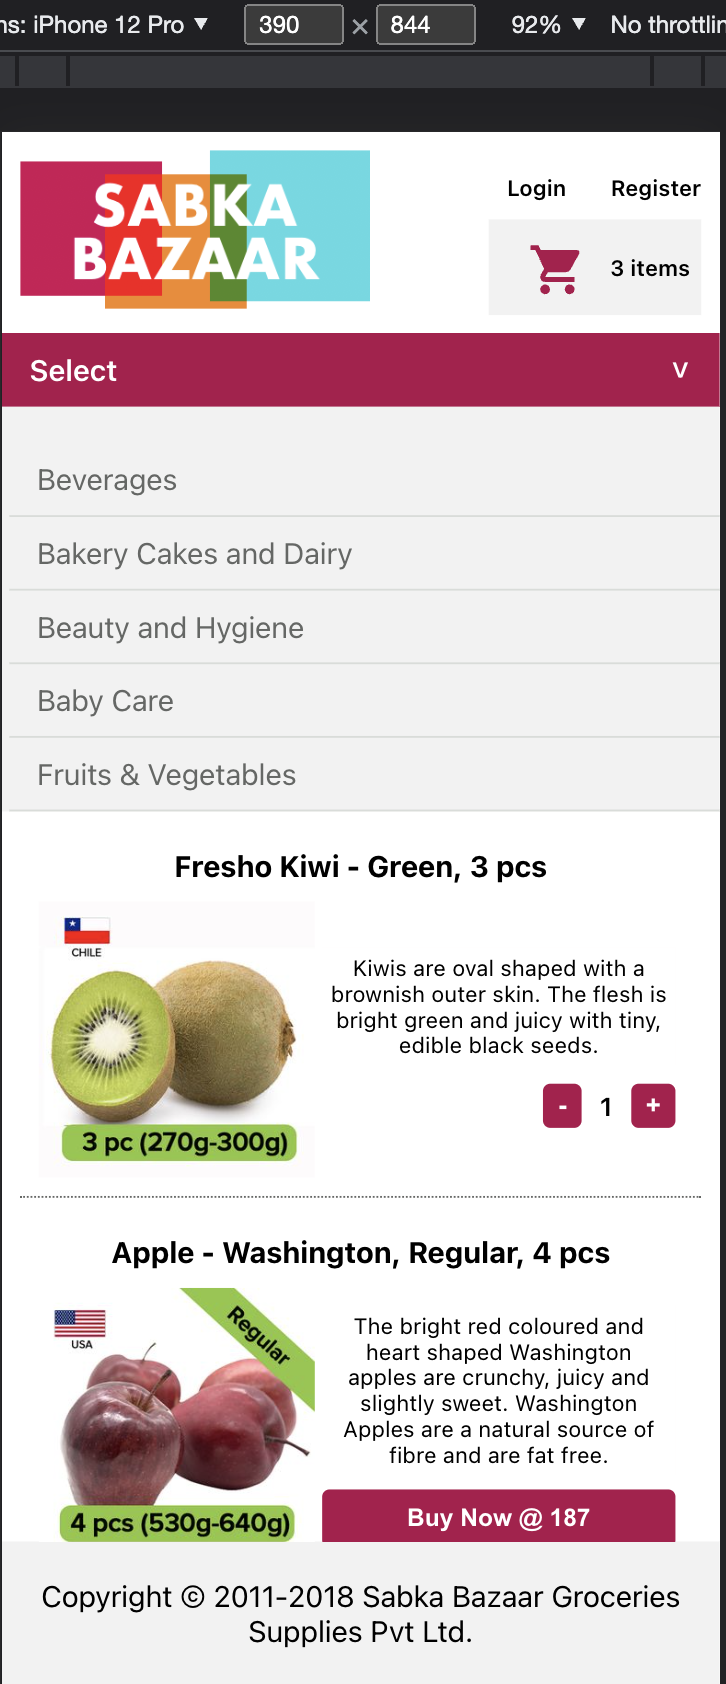 ns: iPhone 12 Pro ▼ 390 × 844 92% ▼ No throttlin
SABKA
BAZAAR
Login Register
3 items
Select v
Beverages
Bakery Cakes and Dairy
Beauty and Hygiene
Baby Care
Fruits & Vegetables
Fresho Kiwi - Green, 3 pcs
CHILE
Kiwis are oval shaped with a
brownish outer skin. The flesh is
bright green and juicy with tiny,
edible black seeds.
- 1 +
3 pc (270g-300g)
Apple - Washington, Regular, 4 pcs
USA
Regular
The bright red coloured and
heart shaped Washington
apples are crunchy, juicy and
slightly sweet. Washington
Apples are a natural source of
fibre and are fat free.
4 pcs (530g-640g)
Buy Now @ 187
Copyright © 2011-2018 Sabka Bazaar Groceries
Supplies Pvt Ltd.